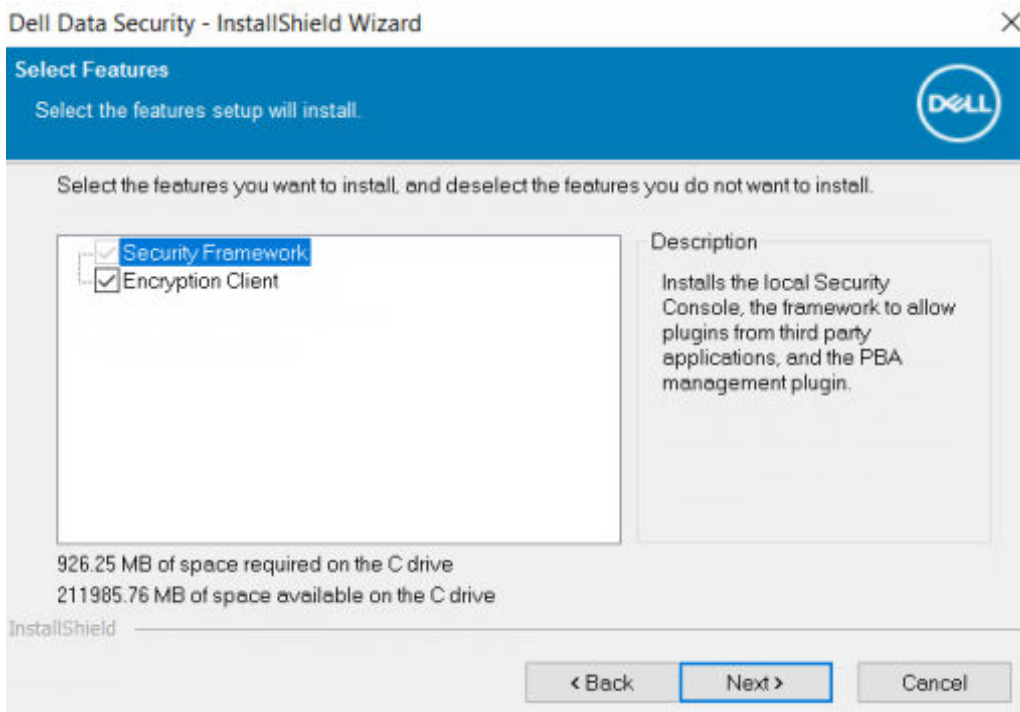 Dell Data Security - InstallShield Wizard
Select Features
Select the features setup will install.
DELL
Select the features you want to install, and deselect the features you do not want to install.
Security Framework
Encryption Client
Description
Installs the local Security
Console, the framework to allow
plugins from third party
applications, and the PBA
management plugin.
926.25 MB of space required on the C drive
211985.76 MB of space available on the C drive
InstallShield
< Back
Next >
Cancel